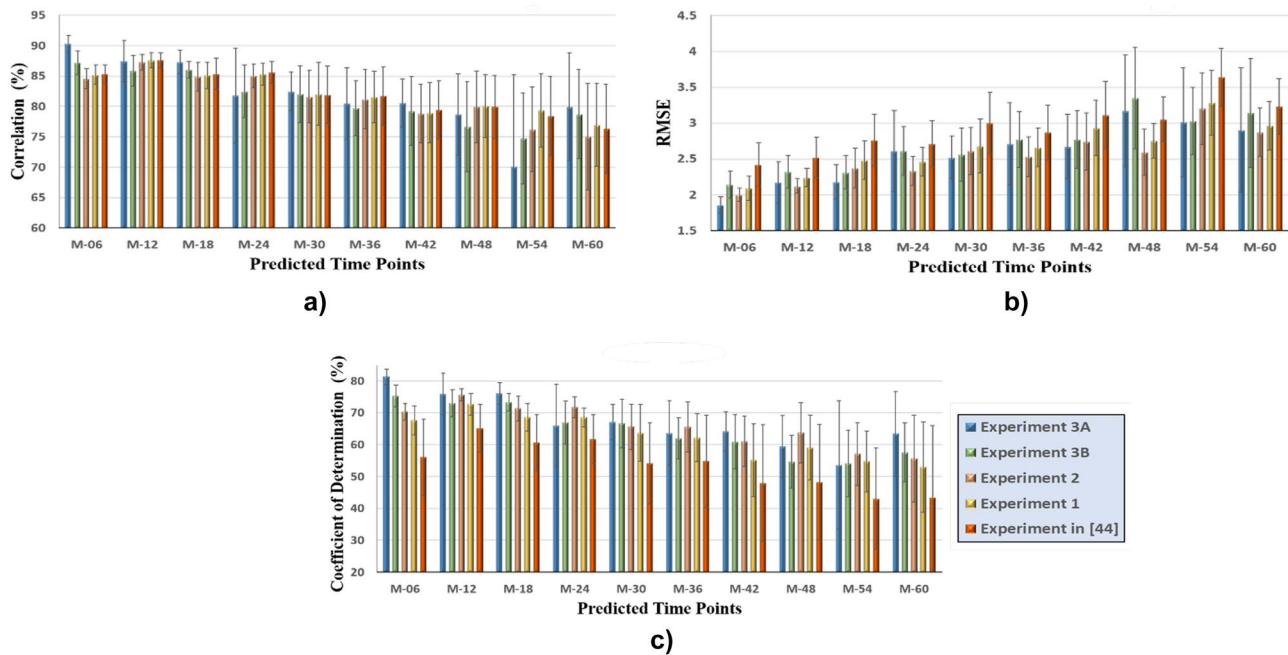 95
90
85
80
75
70
65
60
Correlation (%)
M-06 M-12 M-18 M-24 M-30 M-36 M-42 M-48 M-54 M-60
Predicted Time Points
a)
4.5
4
3.5
3
2.5
2
1.5
RMSE
M-06 M-12 M-18 M-24 M-30 M-36 M-42 M-48 M-54 M-60
Predicted Time Points
b)
80
70
60
50
40
30
20
Coefficient of Determination (%)
M-06 M-12 M-18 M-24 M-30 M-36 M-42 M-48 M-54 M-60
Predicted Time Points
c)
Experiment 3A
Experiment 3B
Experiment 2
Experiment 1
Experiment in [44]